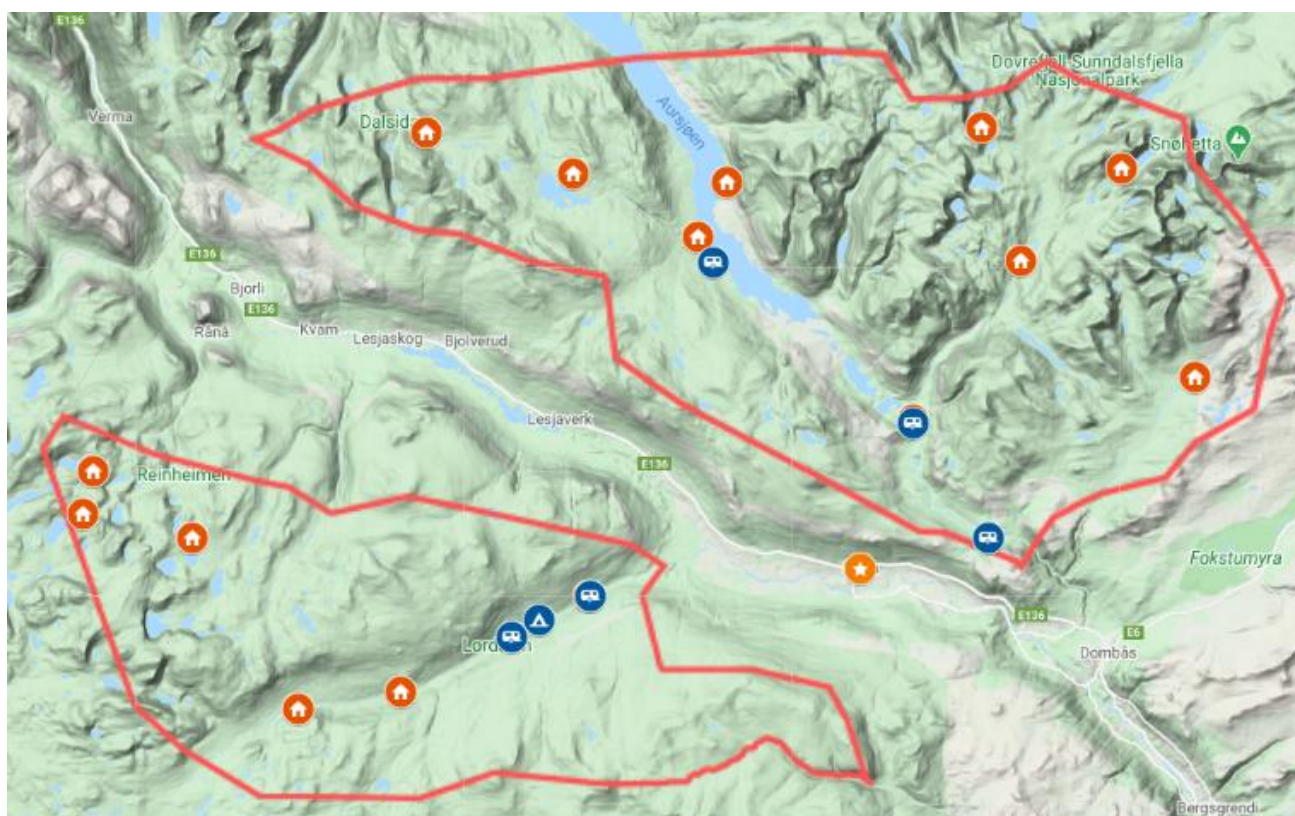 E136
Dovrefjell-Sunndalsfjella
Nasjonalpark
Aursjøen
Verma
Snøhetta
E136
Bjorli
E136
Rånå
Kvam
Lesjaskog
Bjolverud
Lesjaverk
E136
Reinheimen
Fokstumyra
E136
E6
Dombås
Bergsgrendi